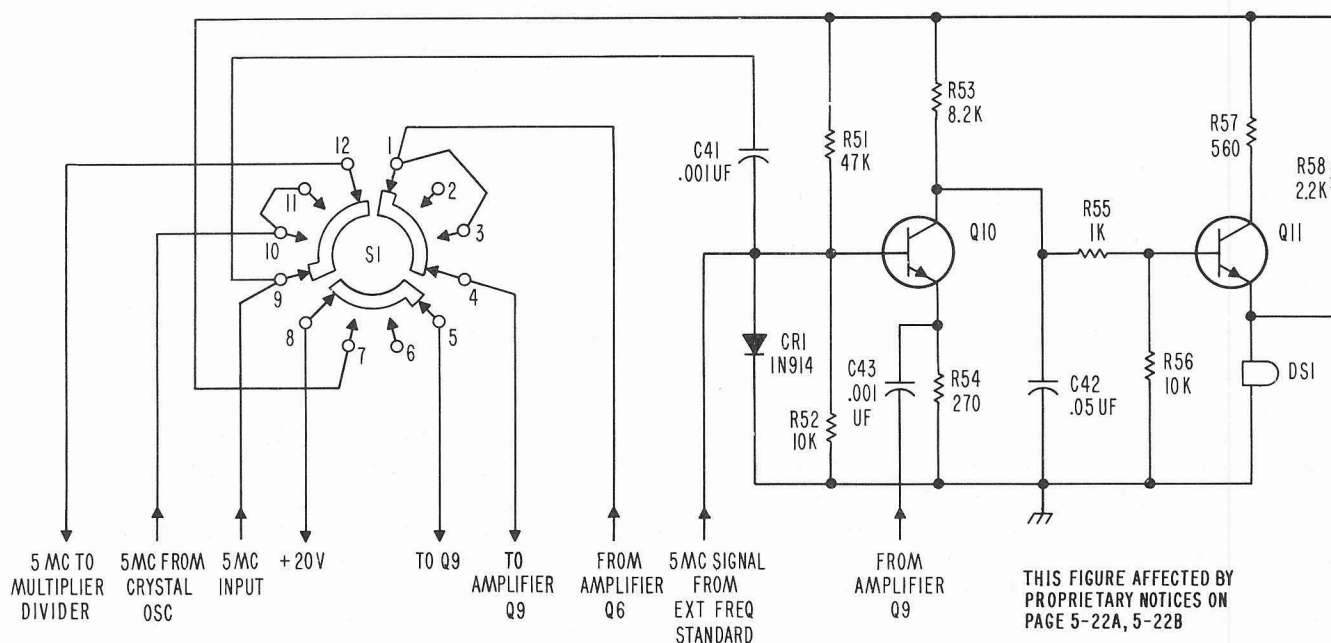 12
1
11
2
10
3
S1
9
4
8
5
7
6
C41
.001UF
R51
47K
R53
8.2K
R57
560
R58
2.2K
Q10
R55
1K
Q11
CR1
1N914
C43
.001
UF
R54
270
R52
10K
C42
.05UF
R56
10K
DS1
5 MC TO
MULTIPLIER
DIVIDER
5MC FROM
CRYSTAL
OSC
5 MC
INPUT
+20V
TO Q9
TO
AMPLIFIER
Q9
FROM
AMPLIFIER
Q6
5MC SIGNAL
FROM
EXT FREQ
STANDARD
FROM
AMPLIFIER
Q9
THIS FIGURE AFFECTED BY
PROPRIETARY NOTICES ON
PAGE 5-22A, 5-22B